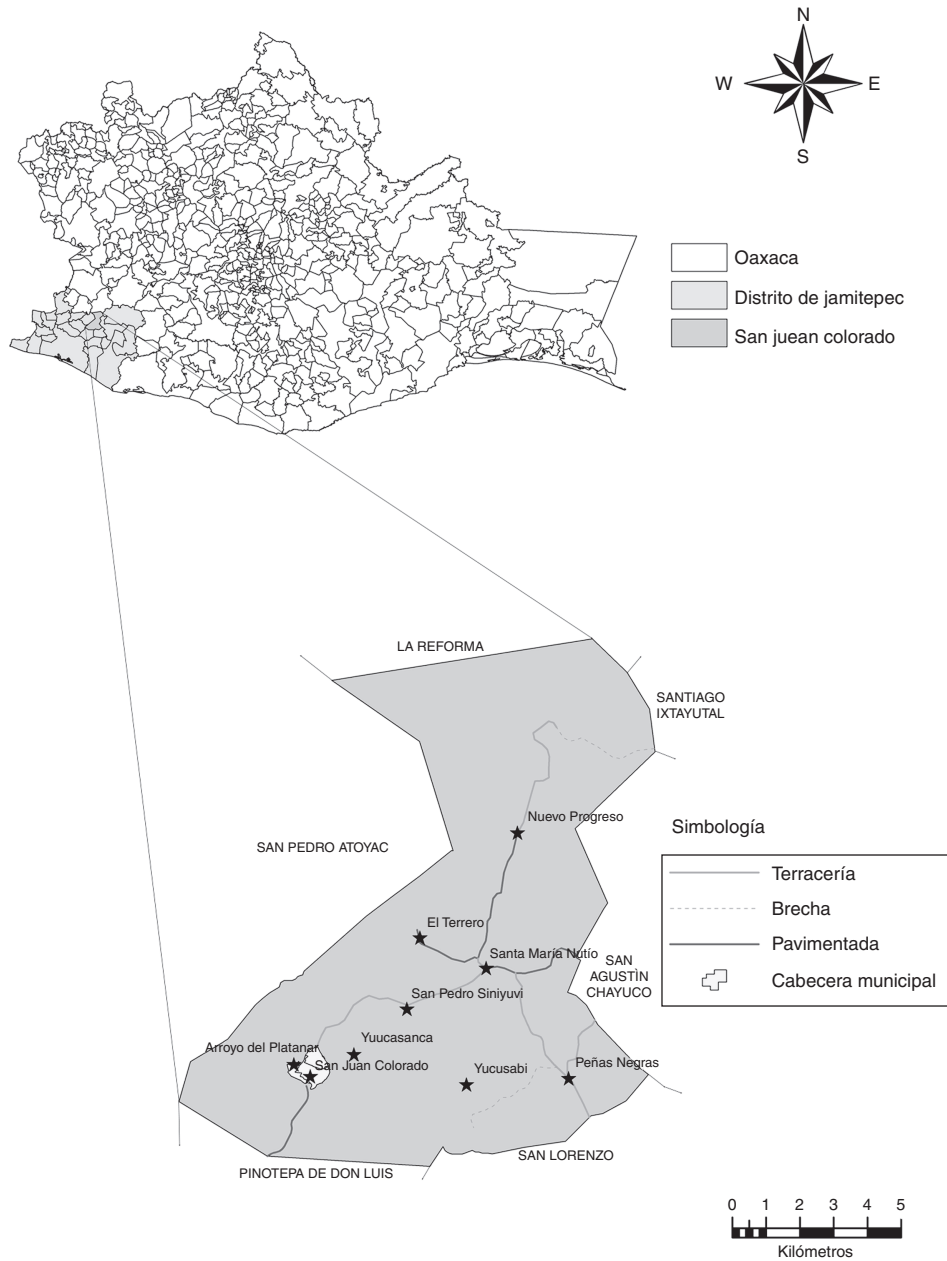 N
W
E
S
Oaxaca
Distrito de jamitepec
San juean colorado
LA REFORMA
SANTIAGO
IXTAYUTAL
Nuevo Progreso
SAN PEDRO ATOYAC
Simbología
Terracería
Brecha
Pavimentada
Cabecera municipal
El Terrero
Santa María Nutío
SAN
AGUSTÌN
CHAYUCO
San Pedro Siniyuvi
Yuucasanca
Arroyo del Platanar
San Juan Colorado
Yucusabi
Peñas Negras
SAN LORENZO
PINOTEPA DE DON LUIS
0 1 2 3 4 5
Kilómetros